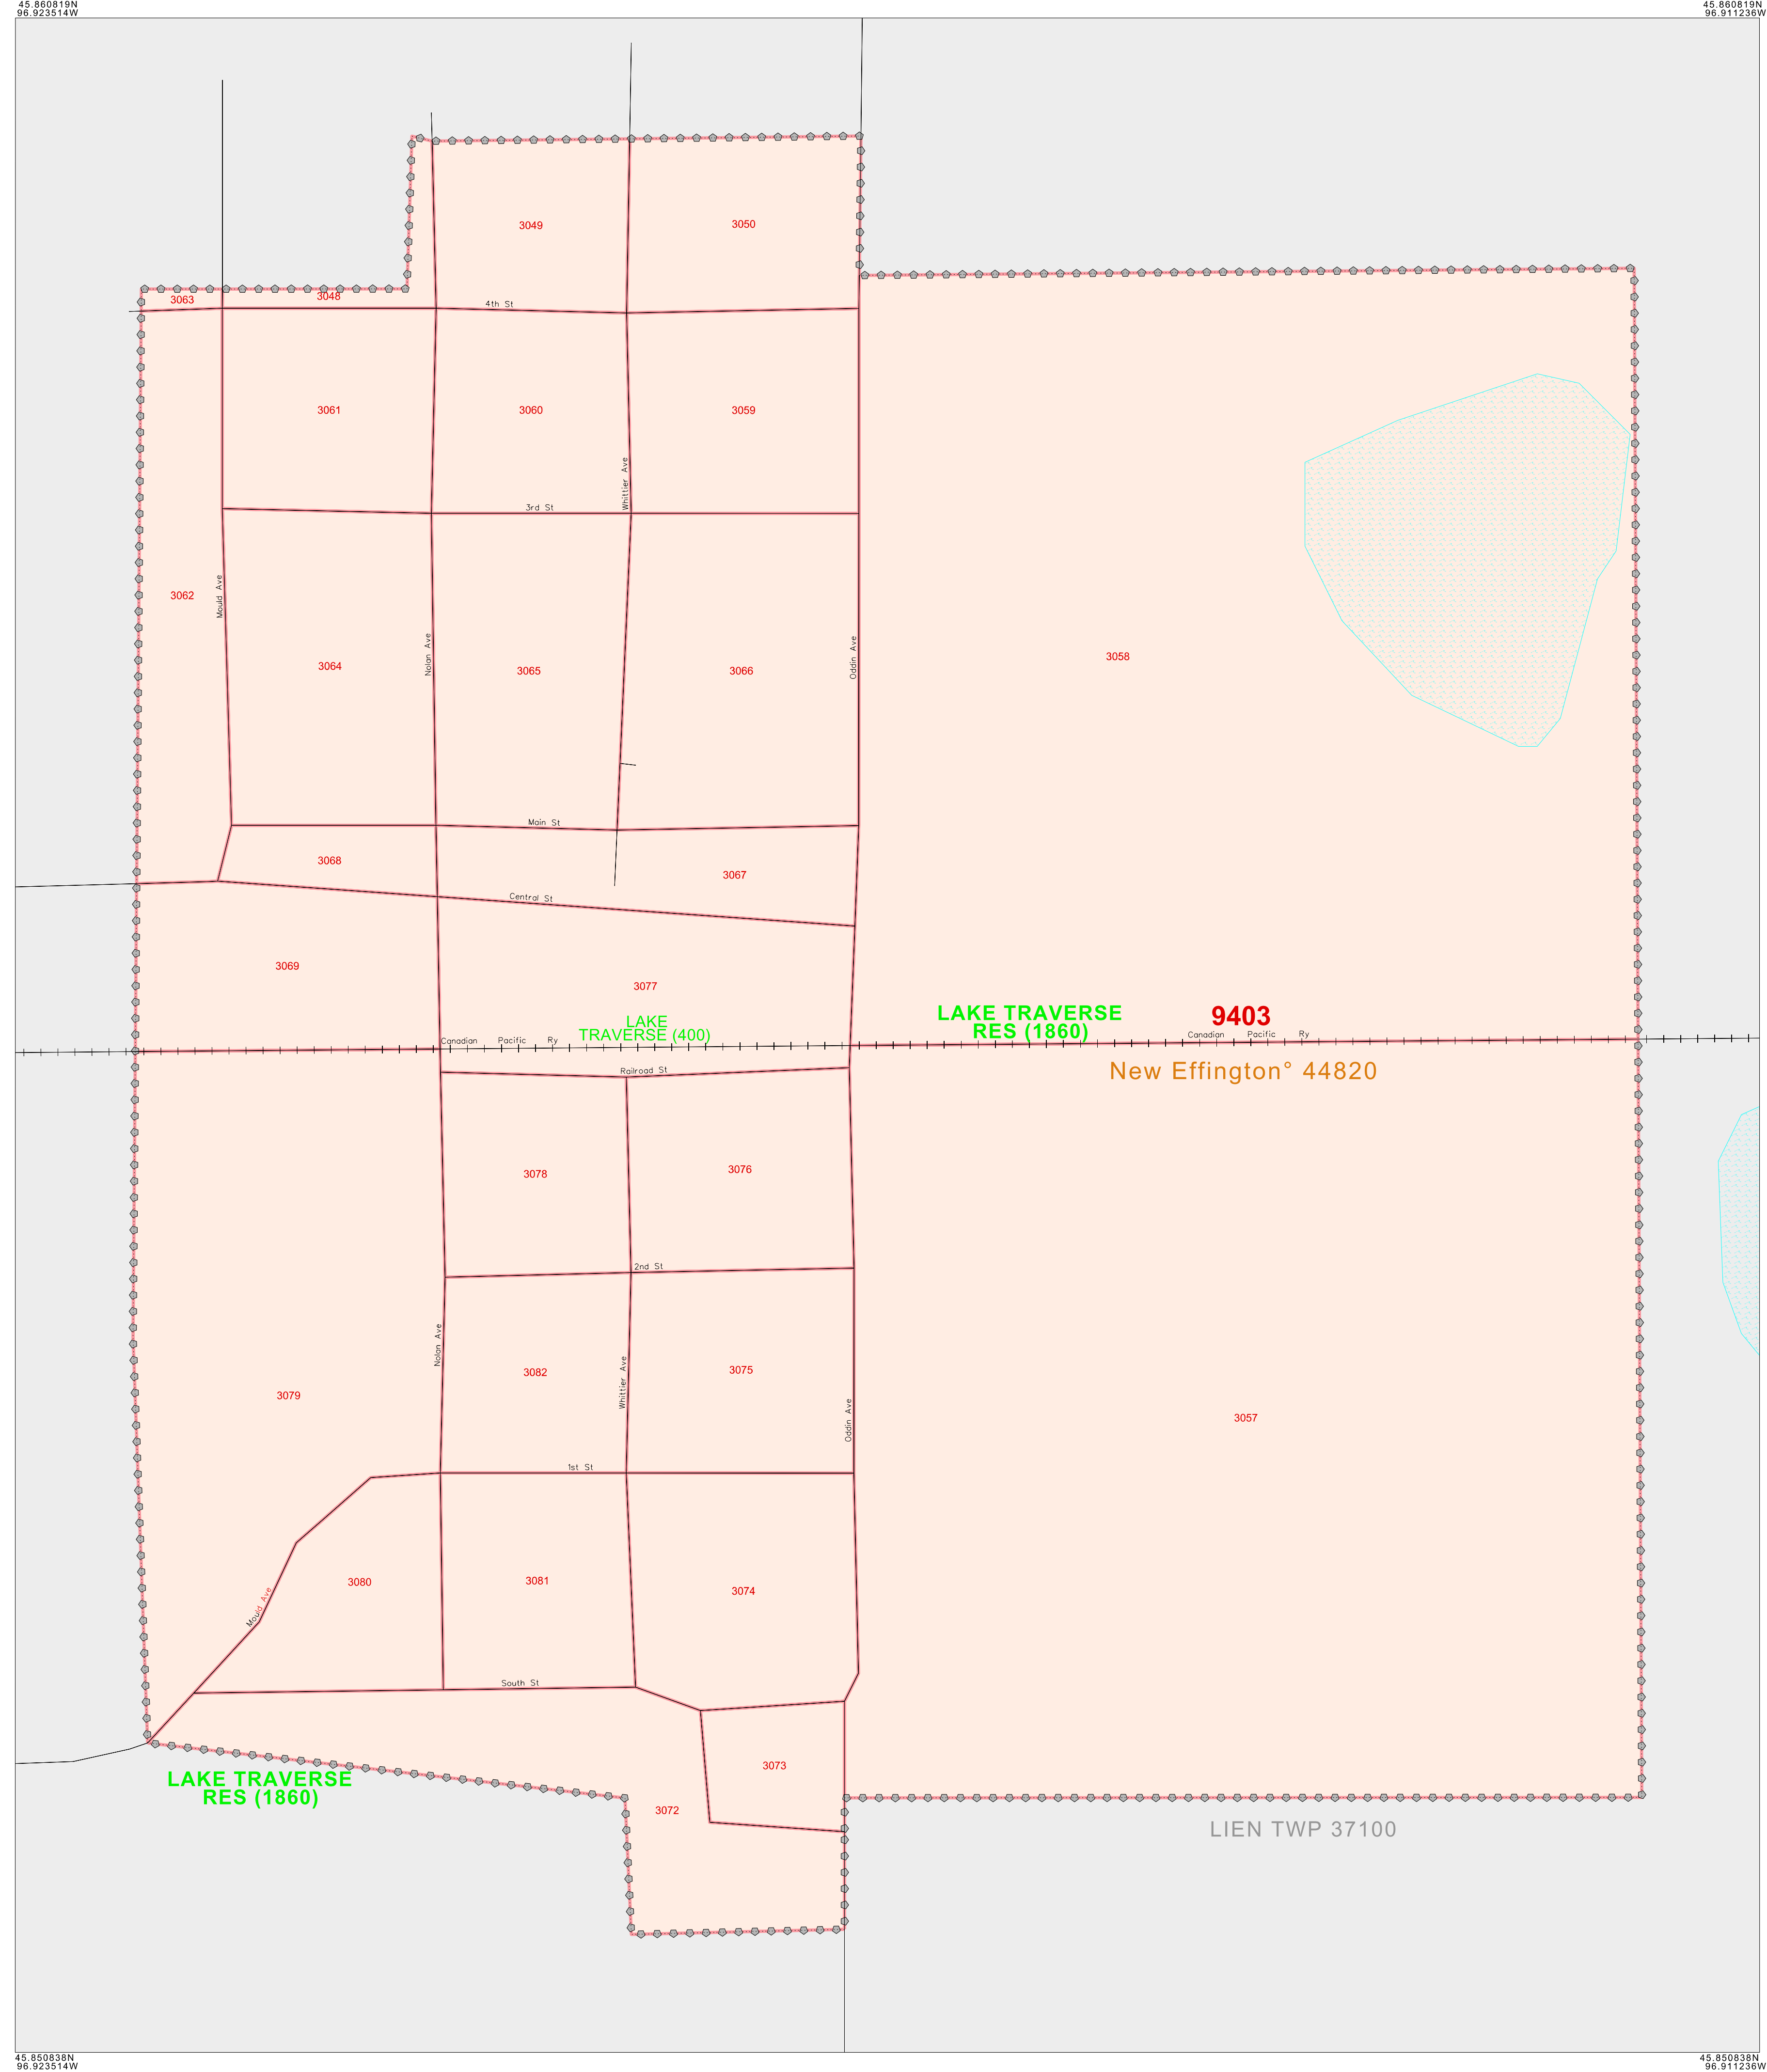 45.860819N
96.923514W
45.860819N
96.911236W
3049
3050
3063
3048
4th St
3061
3060
3059
Whittier Ave
3rd St
3062
Mould Ave
Nolan Ave
Oddin Ave
3064
3065
3066
3058
Main St
3068
3067
Central St
3069
3077
LAKE
TRAVERSE (400)
LAKE TRAVERSE
RES (1860)
9403
Canadian Pacific Ry
Canadian Pacific Ry
Railroad St
New Effington° 44820
3078
3076
2nd St
Nolan Ave
Whittier Ave
Oddin Ave
3079
3082
3075
3057
1st St
Mould Ave
3080
3081
3074
South St
3073
LAKE TRAVERSE
RES (1860)
3072
LIEN TWP 37100
45.850838N
96.923514W
45.850838N
96.911236W